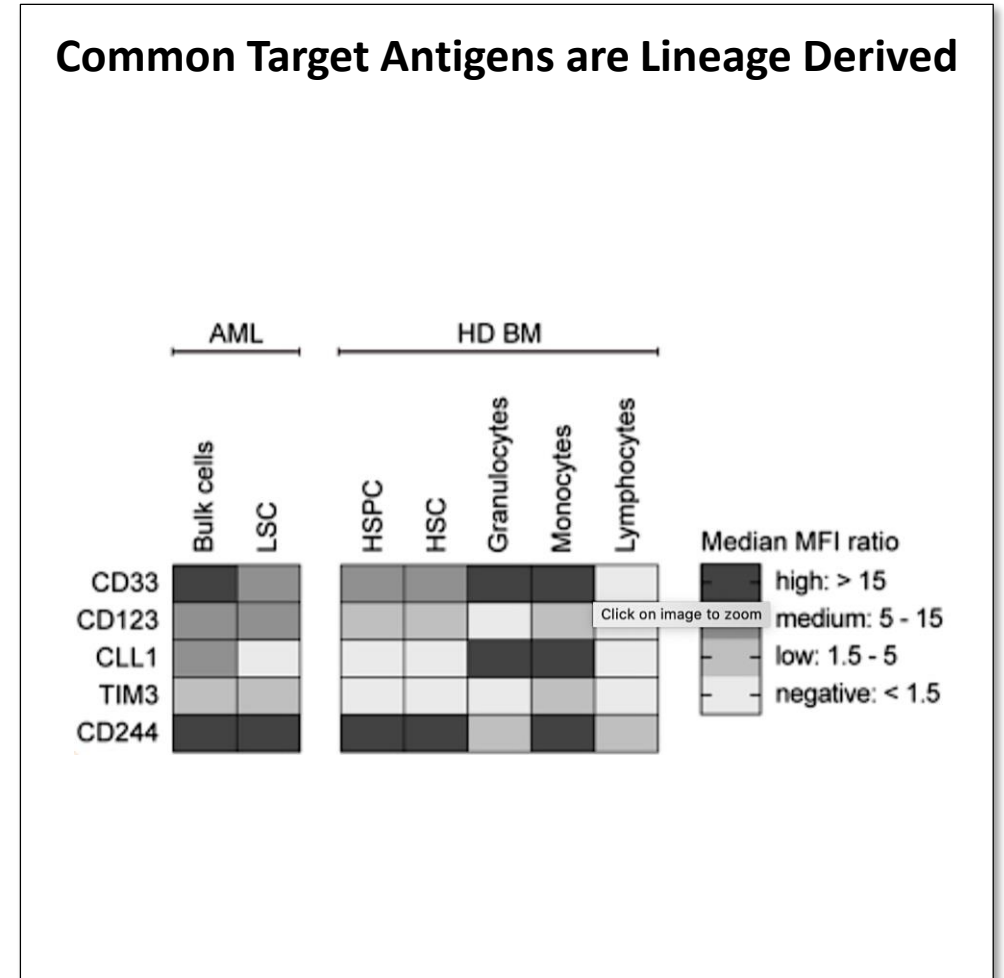 Common Target Antigens are Lineage Derived
AML
HD BM
Bulk cells
LSC
HSPC
HSC
Granulocytes
Monocytes
Lymphocytes
Median MFI ratio
CD33
high: > 15
CD123
Click on image to zoom
medium: 5 - 15
CLL1
low: 1.5 - 5
TIM3
negative: < 1.5
CD244